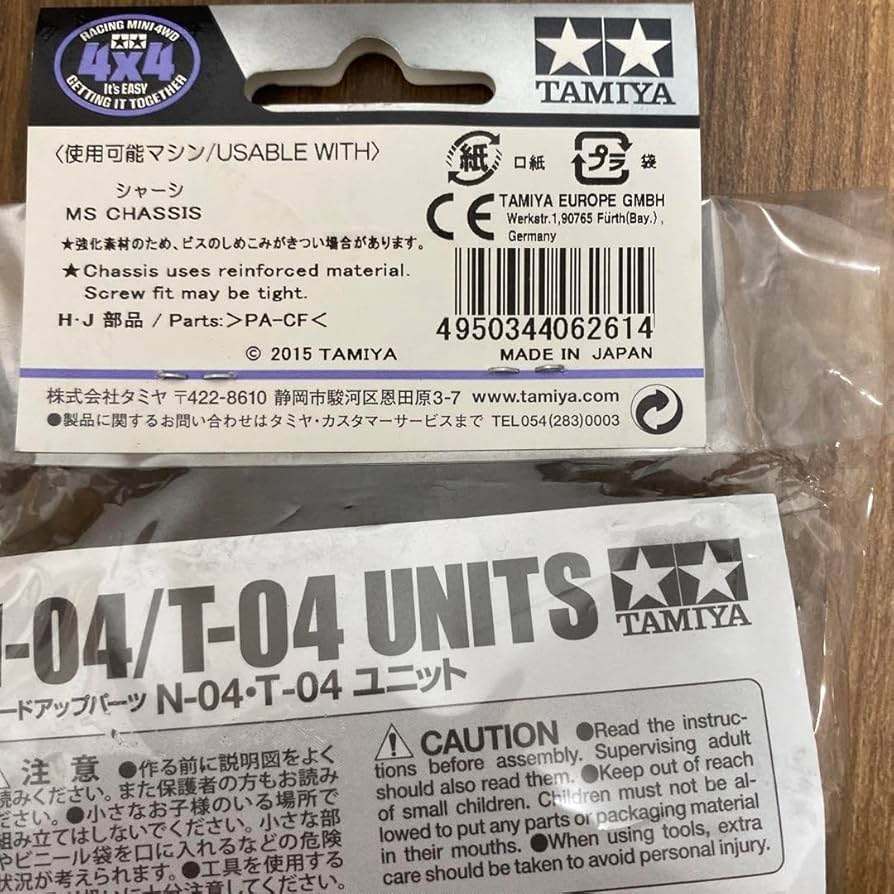 RACING MINI 4WD
4x4
It's EASY
GETTING IT TOGETHER
TAMIYA
〈使用可能マシン/USABLE WITH〉
シャーシ
MS CHASSIS
★強化素材のため、ビスのしめこみがきつい場合があります。
★Chassis uses reinforced material.
Screw fit may be tight.
H・J 部品 / Parts:>PA-CF<
© 2015 TAMIYA
紙 口紙
プラ 袋
CE TAMIYA EUROPE GMBH
Werkstr.1,90765 Fürth(Bay.),
Germany
4950344062614
MADE IN JAPAN
株式会社タミヤ 〒422-8610 静岡市駿河区恩田原3-7 www.tamiya.com
●製品に関するお問い合わせはタミヤ・カスタマーサービスまで TEL054(283)0003
-04/T-04 UNITS
TAMIYA
ードアップパーツ N-04・T-04 ユニット
注意 ●作る前に説明図をよく
読みください。また保護者の方もお読み
ださい。●小さなお子様のいる場所で
組み立てはしないでください。小さな部
やビニール袋を口に入れるなどの危険
状況が考えられます。●工具を使用する
CAUTION ●Read the instruc-
tions before assembly. Supervising adult
should also read them. ●Keep out of reach
of small children. Children must not be al-
lowed to put any parts or packaging material
in their mouths. ●When using tools, extra
care should be taken to avoid personal injury.